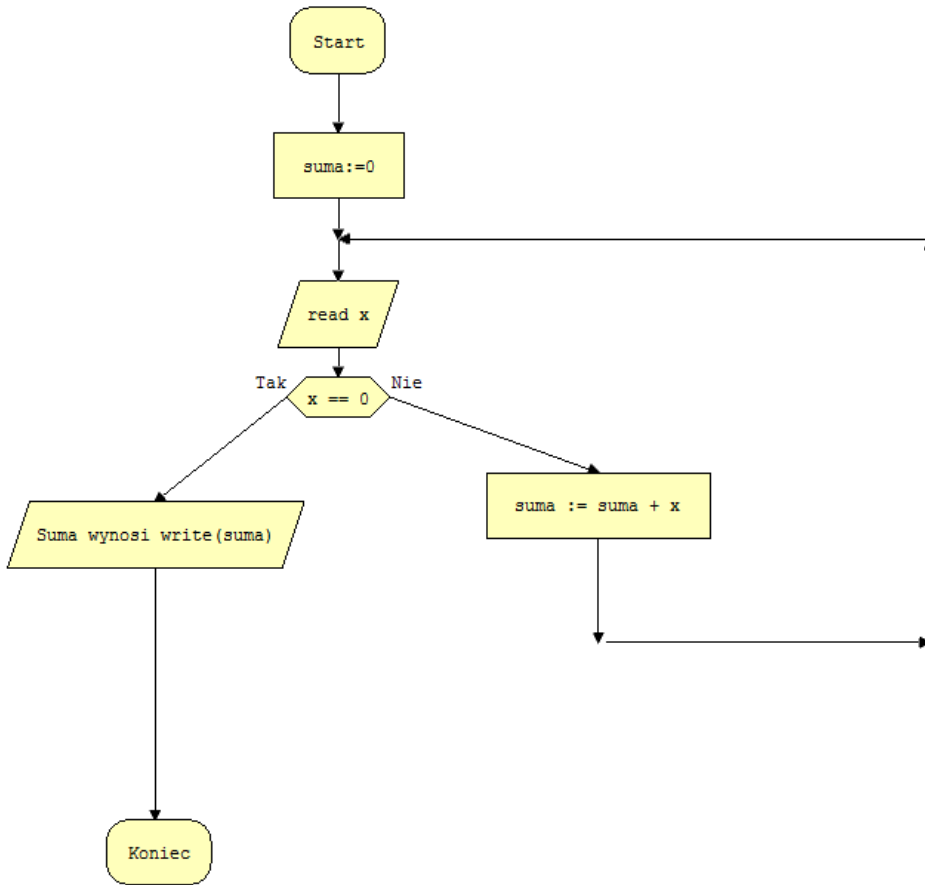 Start
suma:=0
read x
Tak
x == 0
Nie
suma := suma + x
Suma wynosi write(suma)
Koniec